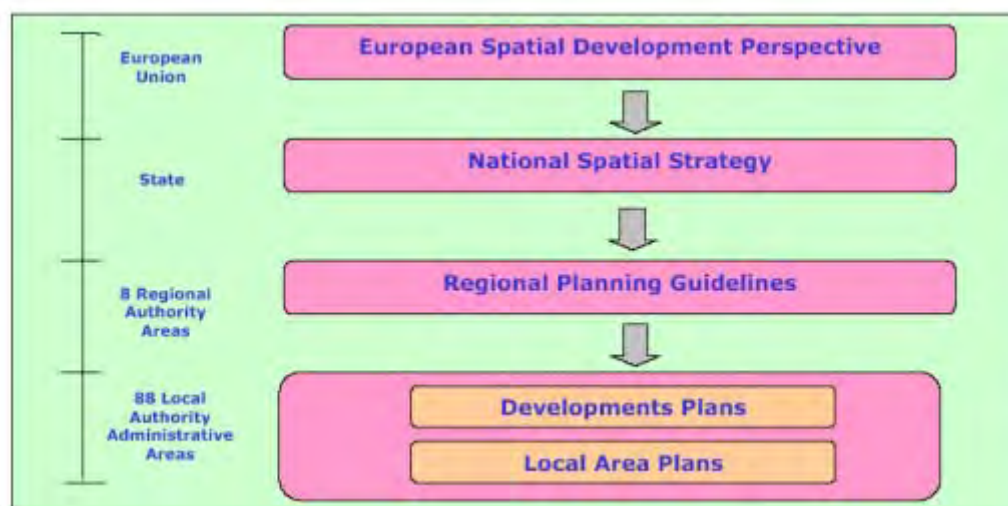 European Spatial Development Perspective
European
Union
National Spatial Strategy
State
Regional Planning Guidelines
8 Regional
Authority
Areas
88 Local
Authority
Administrative
Areas
Developments Plans
Local Area Plans